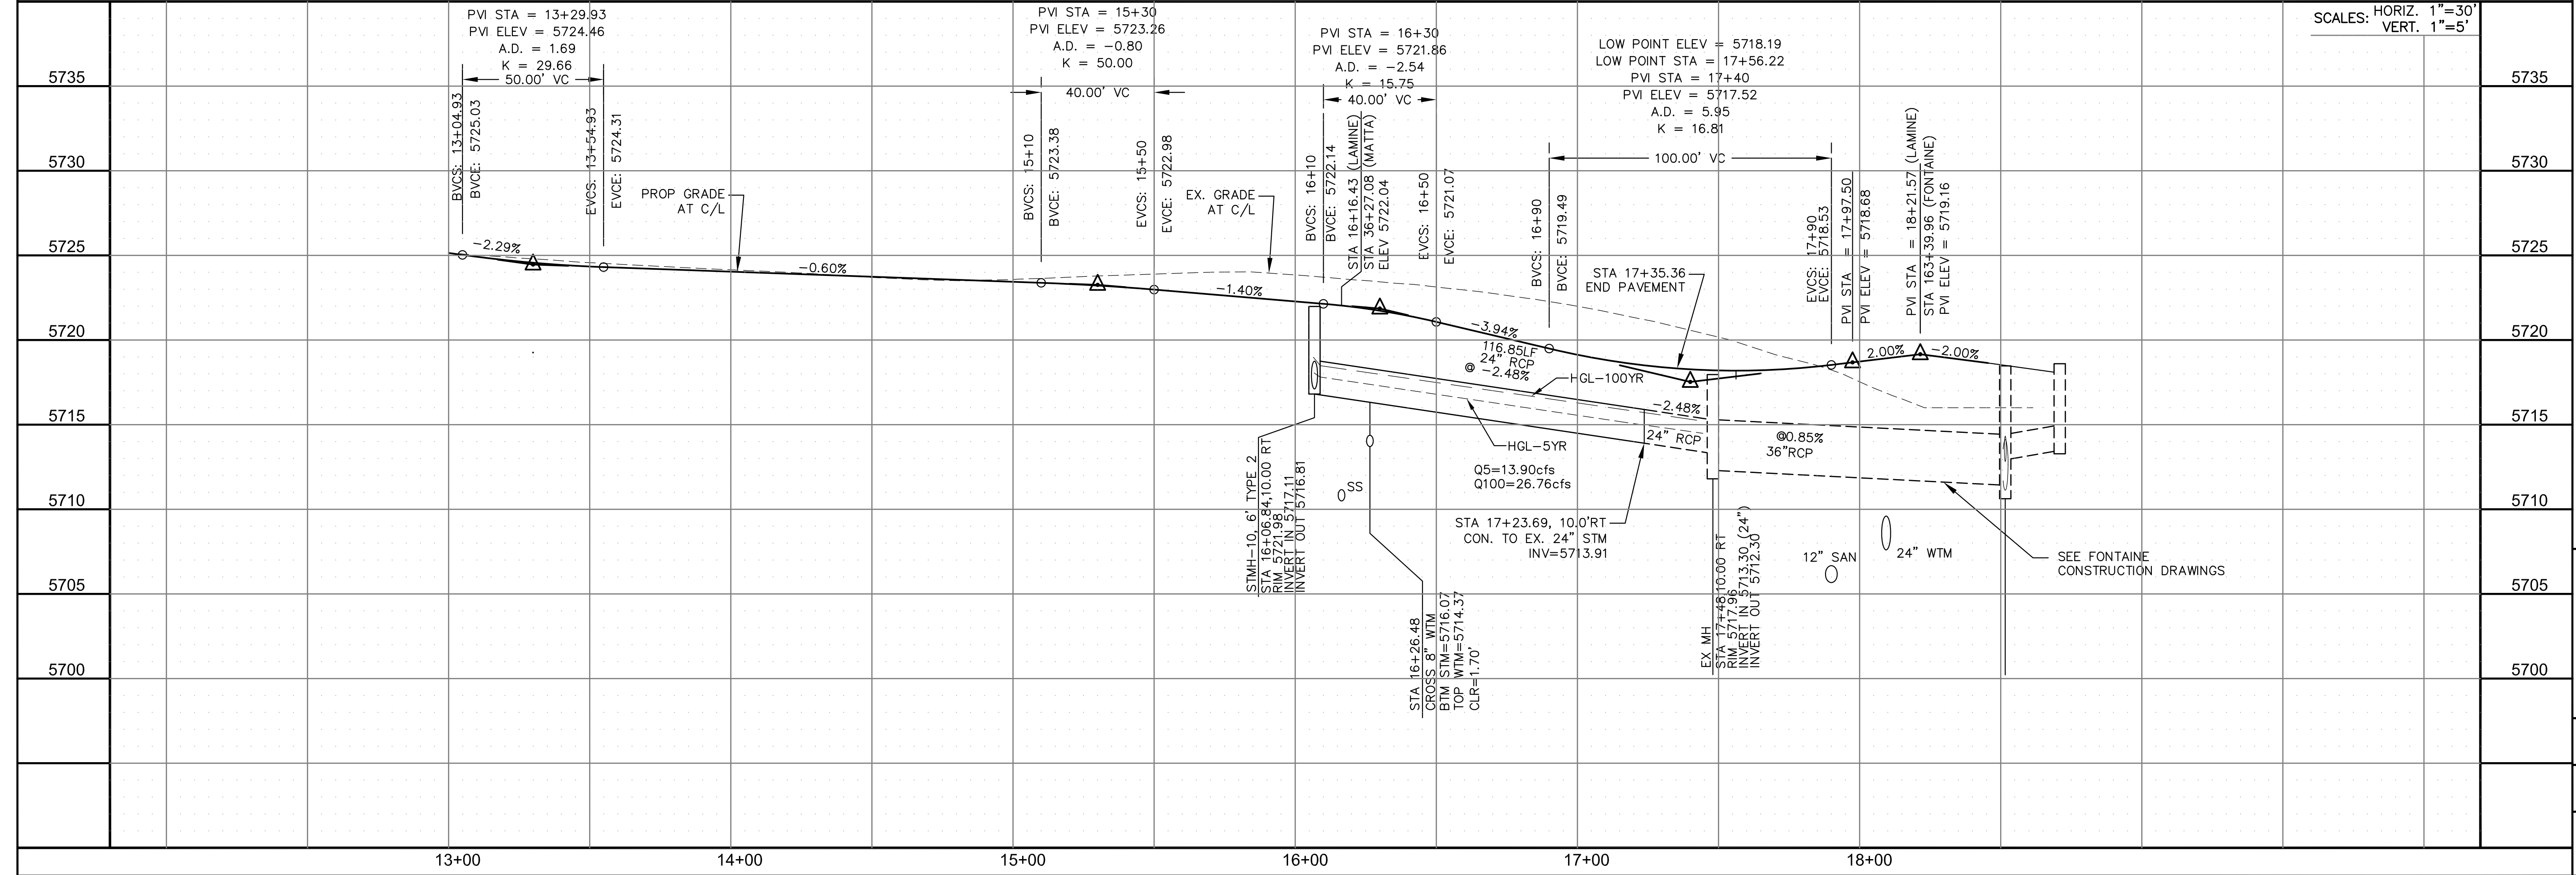 SCALES: HORIZ. 1"=30'
VERT. 1"=5'
PVI STA = 13+29.93
PVI ELEV = 5724.46
A.D. = 1.69
K = 29.66
50.00' VC
BVCS: 13+04.93
BVCE: 5725.03
EVCS: 13+54.93
EVCE: 5724.31
PVI STA = 15+30
PVI ELEV = 5723.26
A.D. = -0.80
K = 50.00
40.00' VC
BVCS: 15+10
BVCE: 5723.38
EVCS: 15+50
EVCE: 5722.98
PVI STA = 16+30
PVI ELEV = 5721.86
A.D. = -2.54
K = 15.75
40.00' VC
BVCS: 16+10
BVCE: 5722.14
STA 16+16.43 (LAMINE)
STA 36+27.08 (MATTA)
ELEV 5722.04
EVCS: 16+50
EVCE: 5721.07
LOW POINT ELEV = 5718.19
LOW POINT STA = 17+56.22
PVI STA = 17+40
PVI ELEV = 5717.52
A.D. = 5.95
K = 16.81
100.00' VC
BVCS: 16+90
BVCE: 5719.49
EVCS: 17+90
EVCE: 5718.53
PVI STA = 17+97.50
PVI ELEV = 5718.68
PVI STA = 18+21.57 (LAMINE)
STA 163+39.96 (FONTAINE)
PVI ELEV = 5719.16
PROP GRADE
AT C/L
EX. GRADE
AT C/L
STA 17+35.36
END PAVEMENT
-2.29%
-0.60%
-1.40%
-3.94%
2.00%
-2.00%
116.85LF
24" RCP
@ -2.48%
HGL-100YR
-2.48%
HGL-5YR
24" RCP
@0.85%
36"RCP
Q5=13.90cfs
Q100=26.76cfs
SS
STMH-10, 6' TYPE 2
STA 16+06.84,10.00 RT
RIM 5721.98
INVERT IN 5717.11
INVERT OUT 5716.81
STA 17+23.69, 10.0'RT
CON. TO EX. 24" STM
INV=5713.91
STA 16+26.48
CROSS 8" WTM
BTM STM=5716.07
TOP WTM=5714.37
CLR=1.70'
EX MH
STA 17+48,10.00 RT
RIM 5717.96
INVERT IN 5713.30 (24")
INVERT OUT 5712.30
12" SAN
24" WTM
SEE FONTAINE
CONSTRUCTION DRAWINGS
5735
5730
5725
5720
5715
5710
5705
5700
5735
5730
5725
5720
5715
5710
5705
5700
13+00
14+00
15+00
16+00
17+00
18+00